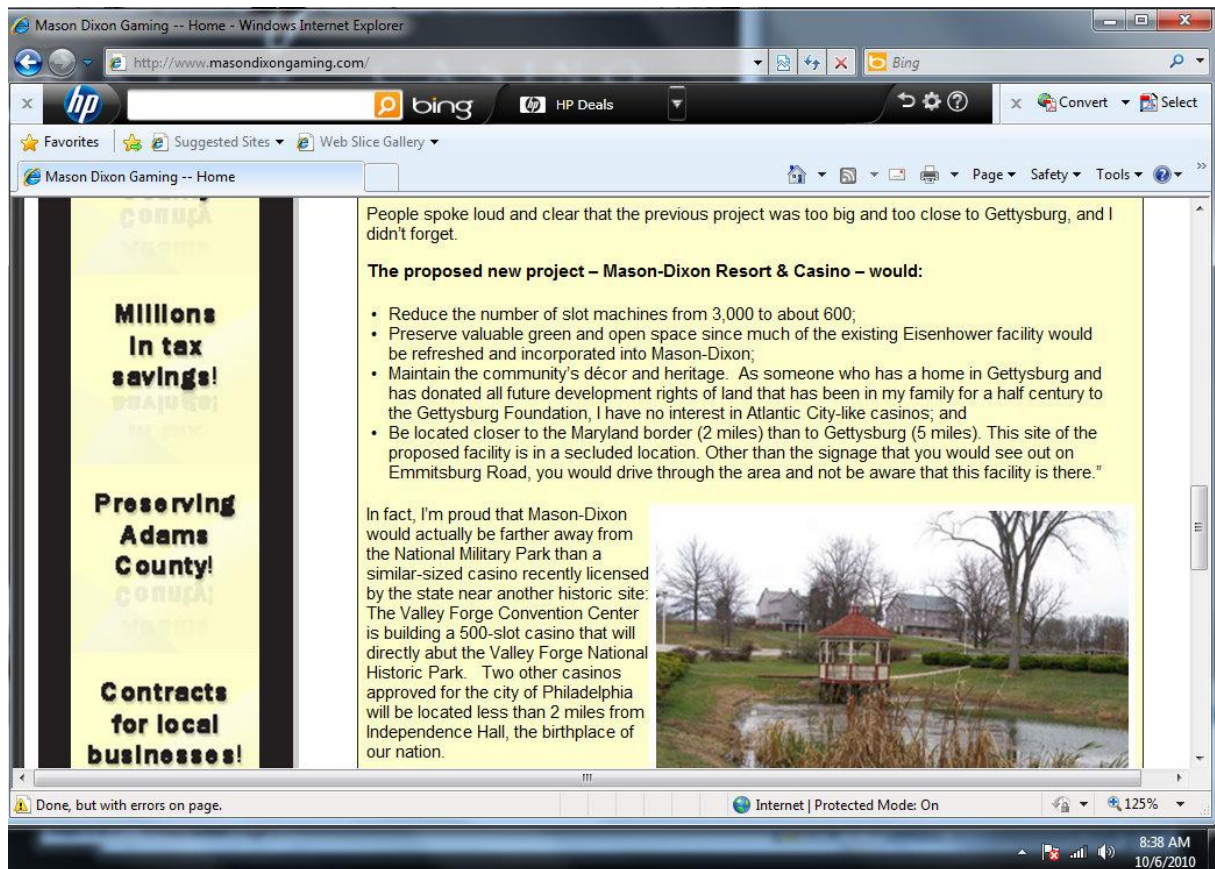 Mason Dixon Gaming -- Home - Windows Internet Explorer
http://www.masondixongaming.com/
Bing
hp
bing
HP Deals
x
x
Convert
Select
Favorites
Suggested Sites
Web Slice Gallery
Mason Dixon Gaming -- Home
Page
Safety
Tools
Millions
in tax
savings!
Preserving
Adams
County!
Contracts
for local
businesses!
People spoke loud and clear that the previous project was too big and too close to Gettysburg, and I
didn't forget.
The proposed new project – Mason-Dixon Resort & Casino – would:
• Reduce the number of slot machines from 3,000 to about 600;
• Preserve valuable green and open space since much of the existing Eisenhower facility would
be refreshed and incorporated into Mason-Dixon;
• Maintain the community's décor and heritage.  As someone who has a home in Gettysburg and
has donated all future development rights of land that has been in my family for a half century to
the Gettysburg Foundation, I have no interest in Atlantic City-like casinos; and
• Be located closer to the Maryland border (2 miles) than to Gettysburg (5 miles). This site of the
proposed facility is in a secluded location. Other than the signage that you would see out on
Emmitsburg Road, you would drive through the area and not be aware that this facility is there."
In fact, I'm proud that Mason-Dixon
would actually be farther away from
the National Military Park than a
similar-sized casino recently licensed
by the state near another historic site:
The Valley Forge Convention Center
is building a 500-slot casino that will
directly abut the Valley Forge National
Historic Park.   Two other casinos
approved for the city of Philadelphia
will be located less than 2 miles from
Independence Hall, the birthplace of
our nation.
Done, but with errors on page.
Internet | Protected Mode: On
125%
8:38 AM
10/6/2010